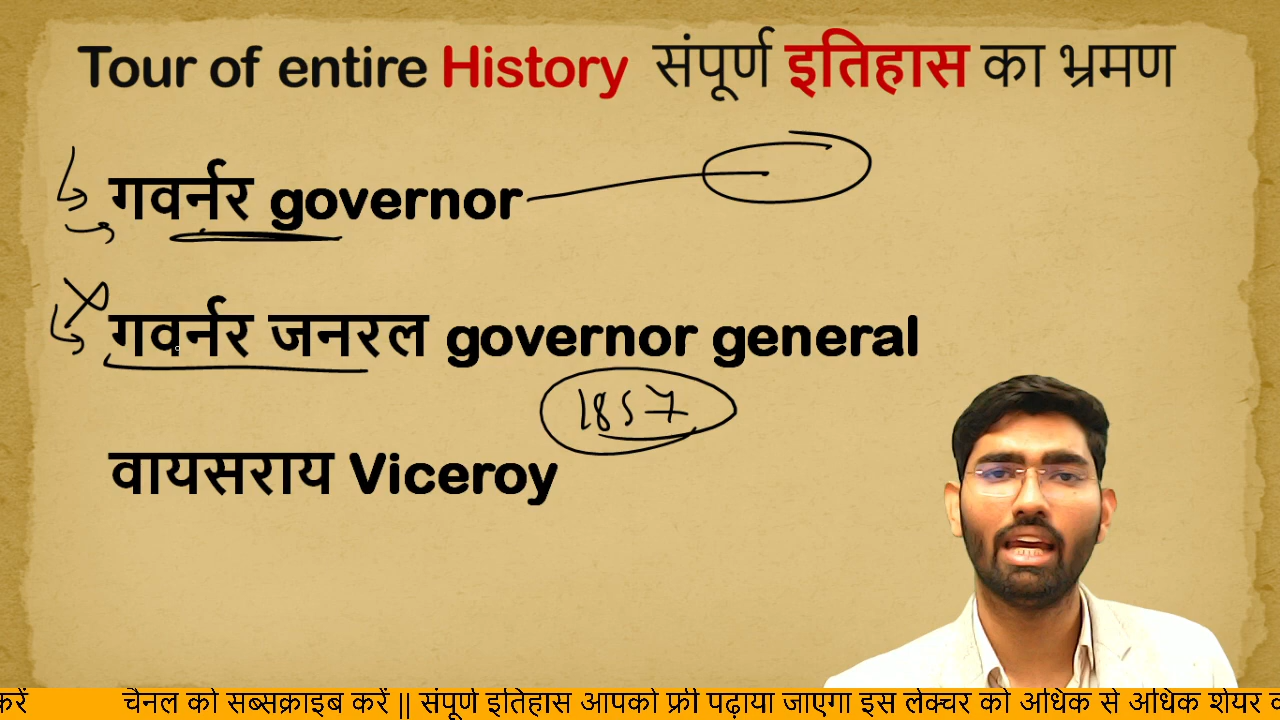 Tour of entire History संपूर्ण इतिहास का भ्रमण
गवर्नर governor
गवर्नर जनरल governor general
1857
वायसराय Viceroy
करें चैनल को सब्सक्राइब करें || संपूर्ण इतिहास आपको फ्री पढ़ाया जाएगा इस लेक्चर को अधिक से अधिक शेयर